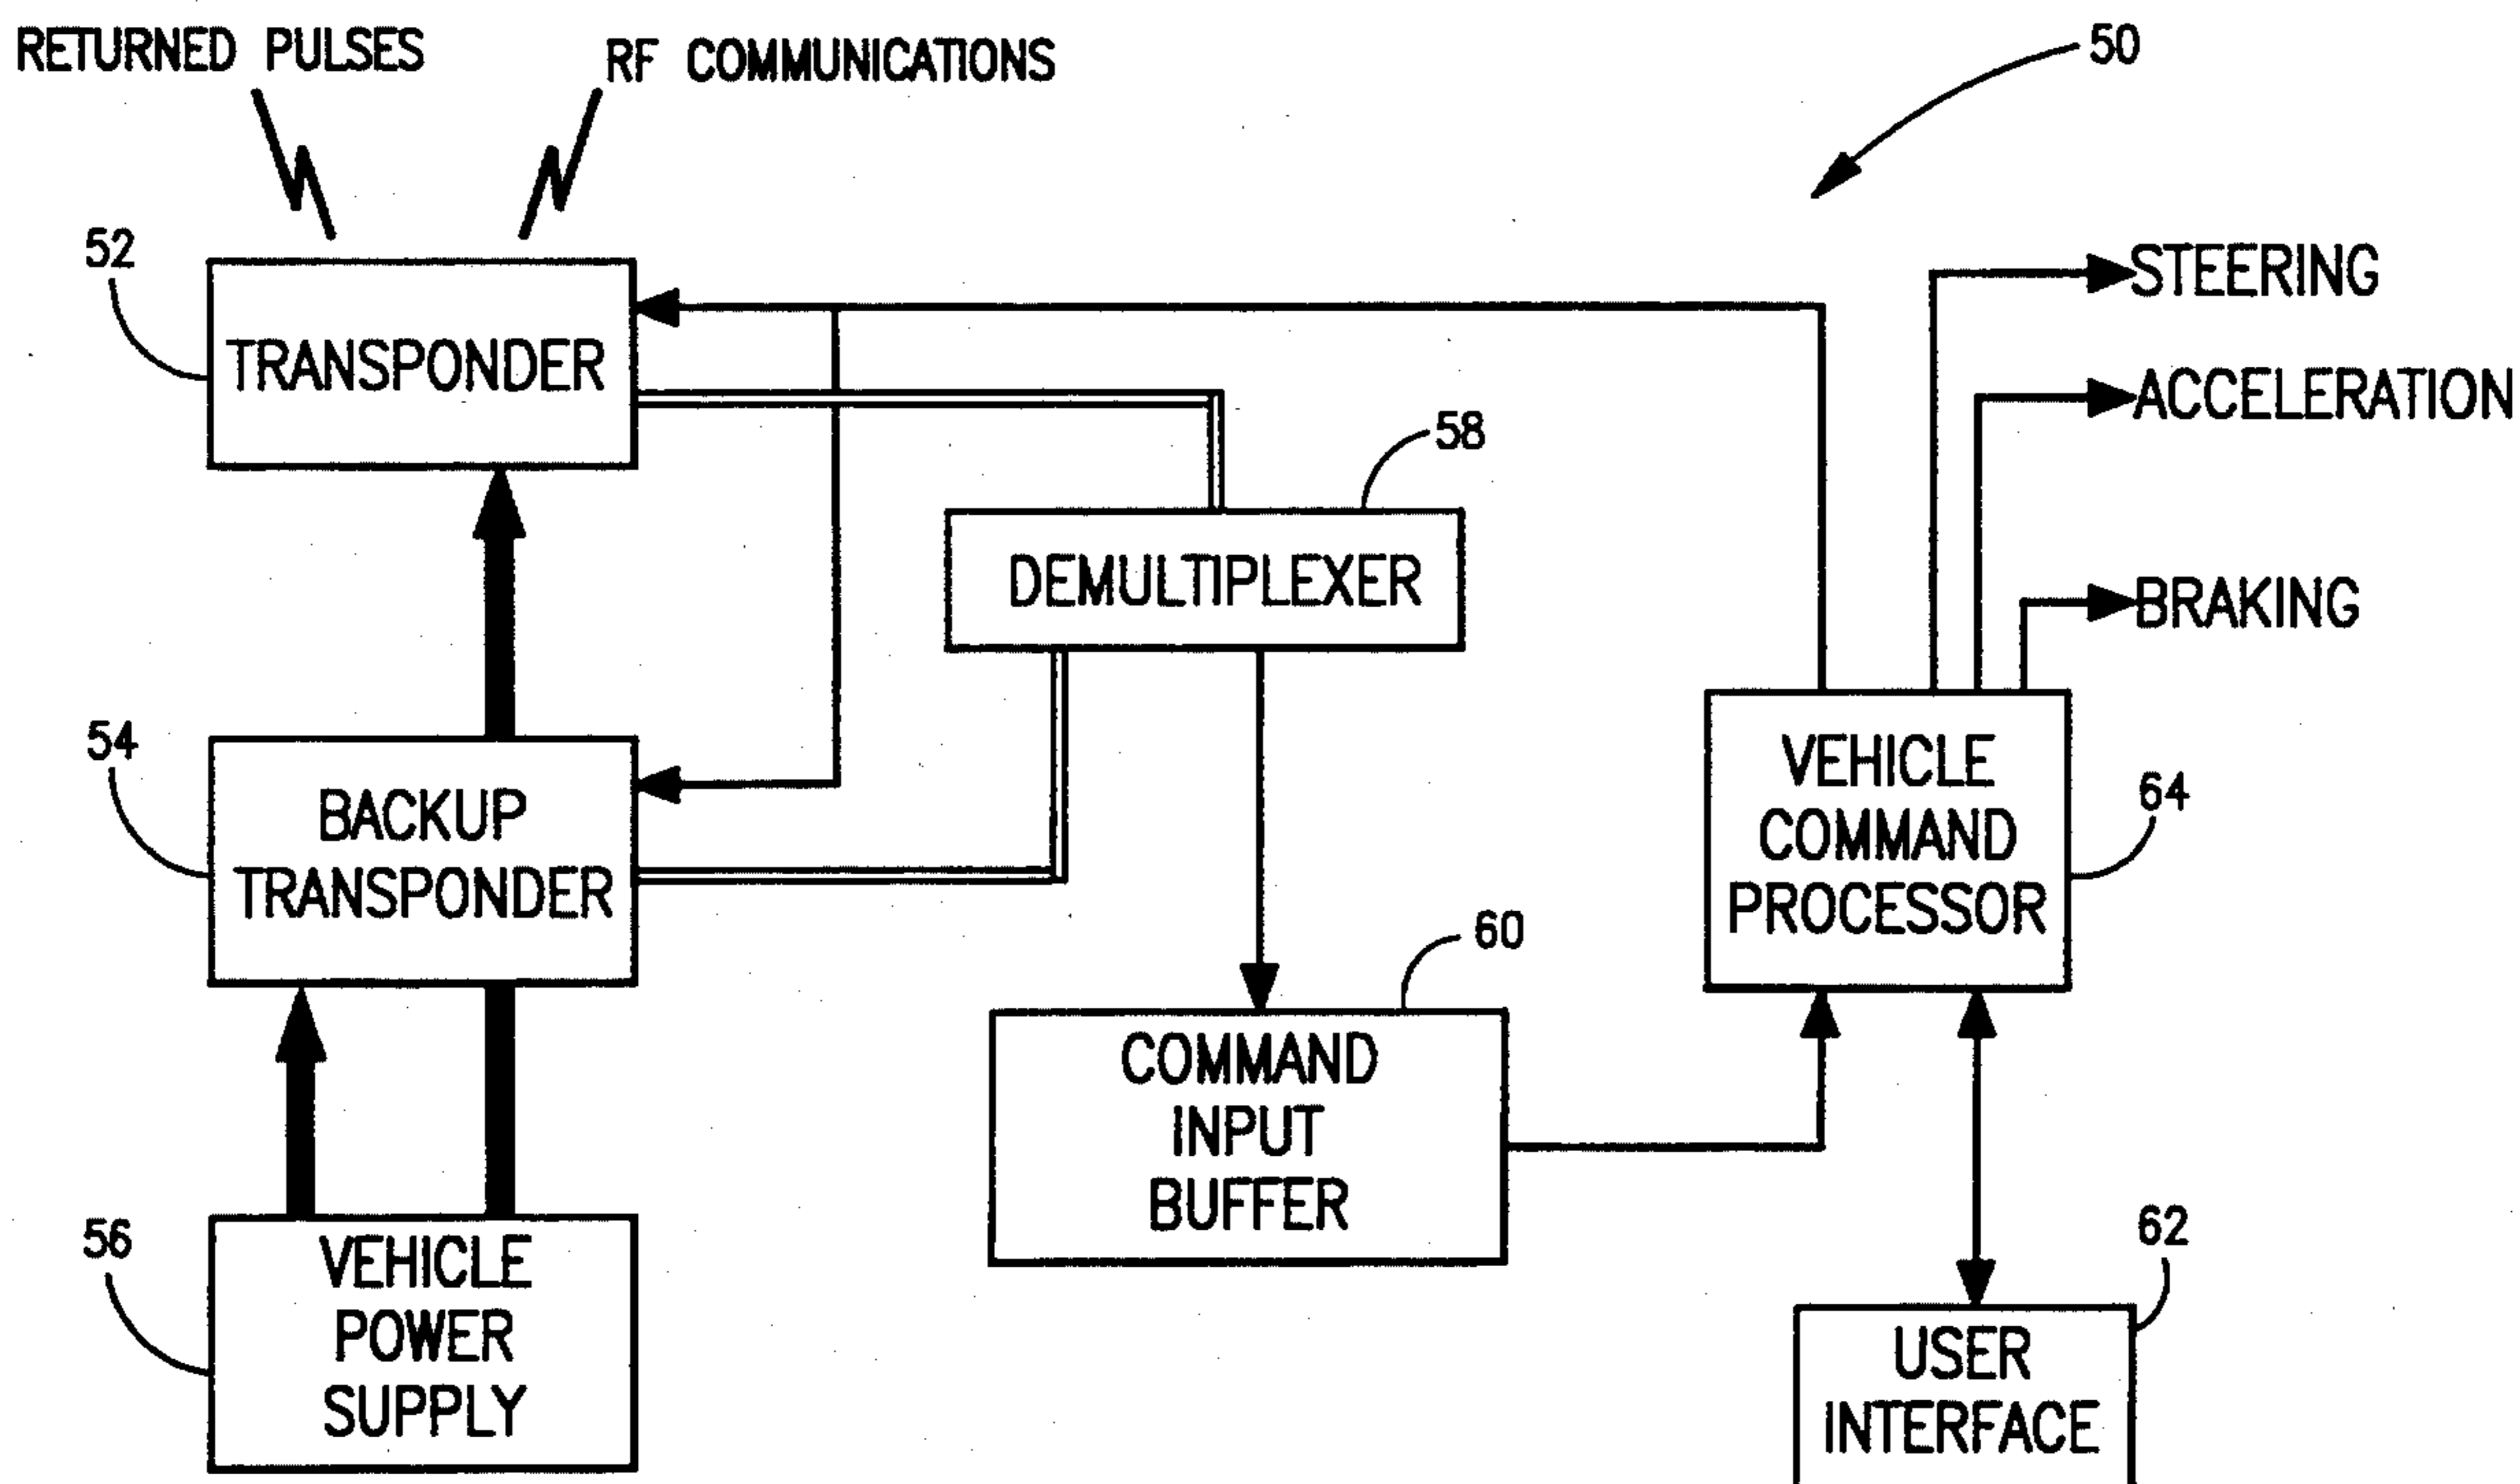 RETURNED PULSES
RF COMMUNICATIONS
50
52
TRANSPONDER
STEERING
ACCELERATION
58
DEMULTIPLEXER
BRAKING
54
BACKUP
TRANSPONDER
VEHICLE
COMMAND
PROCESSOR
64
60
COMMAND
INPUT
BUFFER
56
VEHICLE
POWER
SUPPLY
62
USER
INTERFACE